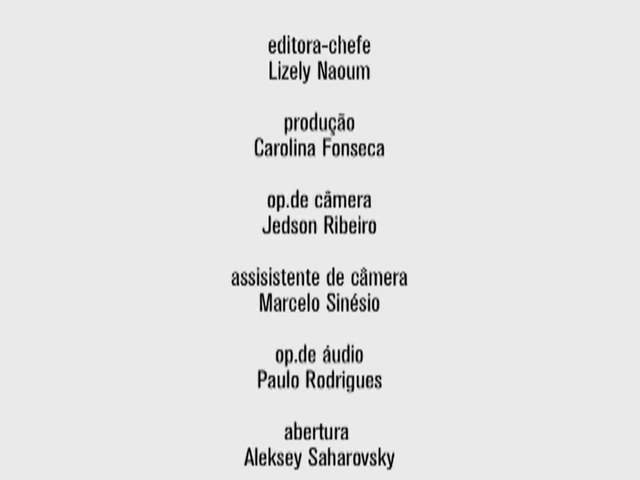 editora-chefe
Lizely Naoum
produção
Carolina Fonseca
op.de câmera
Jedson Ribeiro
assisistente de câmera
Marcelo Sinésio
op.de áudio
Paulo Rodrigues
abertura
Aleksey Saharovsky